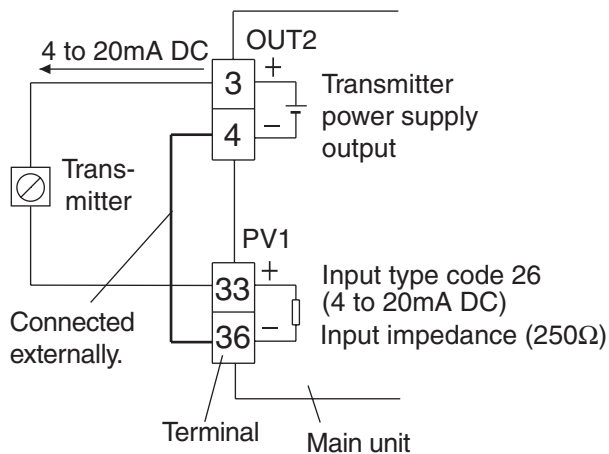 4 to 20mA DC
OUT2
+
3
4
−
Transmitter
power supply
output
Trans-
mitter
PV1
+
33
36
−
Input type code 26
(4 to 20mA DC)
Input impedance (250Ω)
Connected
externally.
Terminal
Main unit